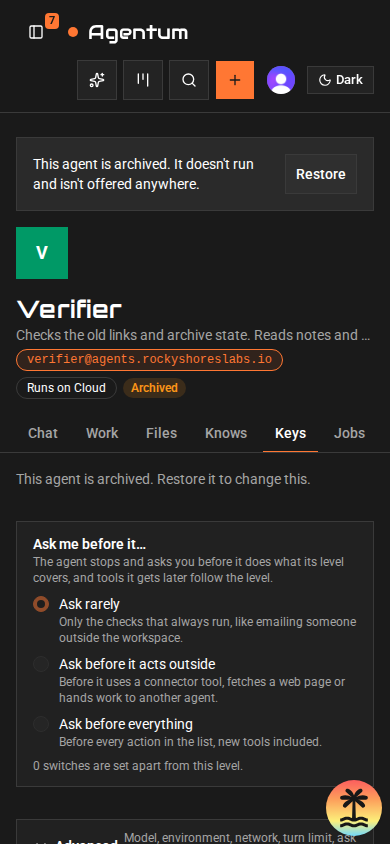 7
Agentum
Dark
This agent is archived. It doesn't run
and isn't offered anywhere.
Restore
V
Verifier
Checks the old links and archive state. Reads notes and …
verifier@agents.rockyshoreslabs.io
Runs on Cloud
Archived
Chat Work Files Knows Keys Jobs
This agent is archived. Restore it to change this.
Ask me before it…
The agent stops and asks you before it does what its level
covers, and tools it gets later follow the level.
Ask rarely
Only the checks that always run, like emailing someone
outside the workspace.
Ask before it acts outside
Before it uses a connector tool, fetches a web page or
hands work to another agent.
Ask before everything
Before every action in the list, new tools included.
0 switches are set apart from this level.
Advanced
Model, environment, network, turn limit, ask